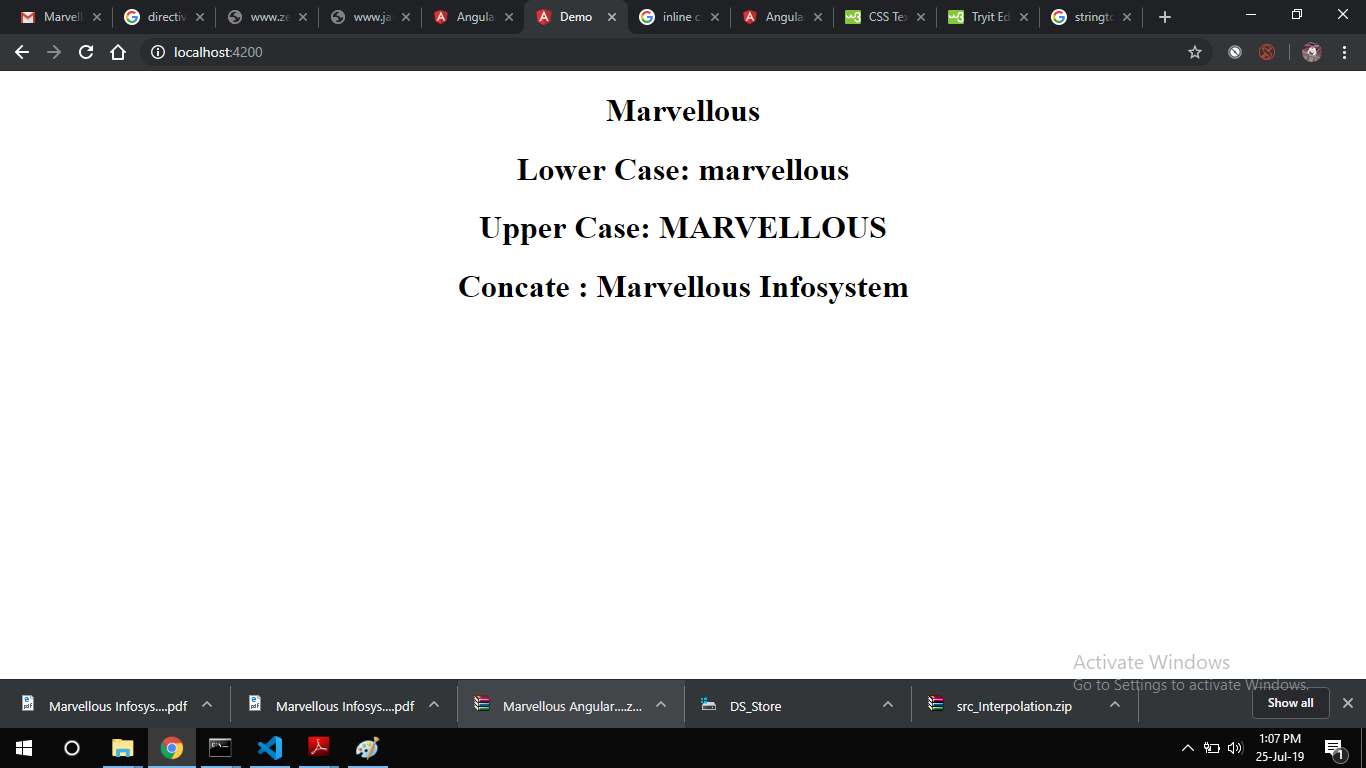 Marvell directiv www.ze www.ja Angula Demo inline c Angula CSS Te Tryit Ed stringto
localhost:4200
Marvellous
Lower Case: marvellous
Upper Case: MARVELLOUS
Concate : Marvellous Infosystem
Activate Windows
Go to Settings to activate Windows.
Marvellous Infosys....pdf Marvellous Infosys....pdf Marvellous Angular....z... DS_Store src_Interpolation.zip Show all
1:07 PM
25-Jul-19
1